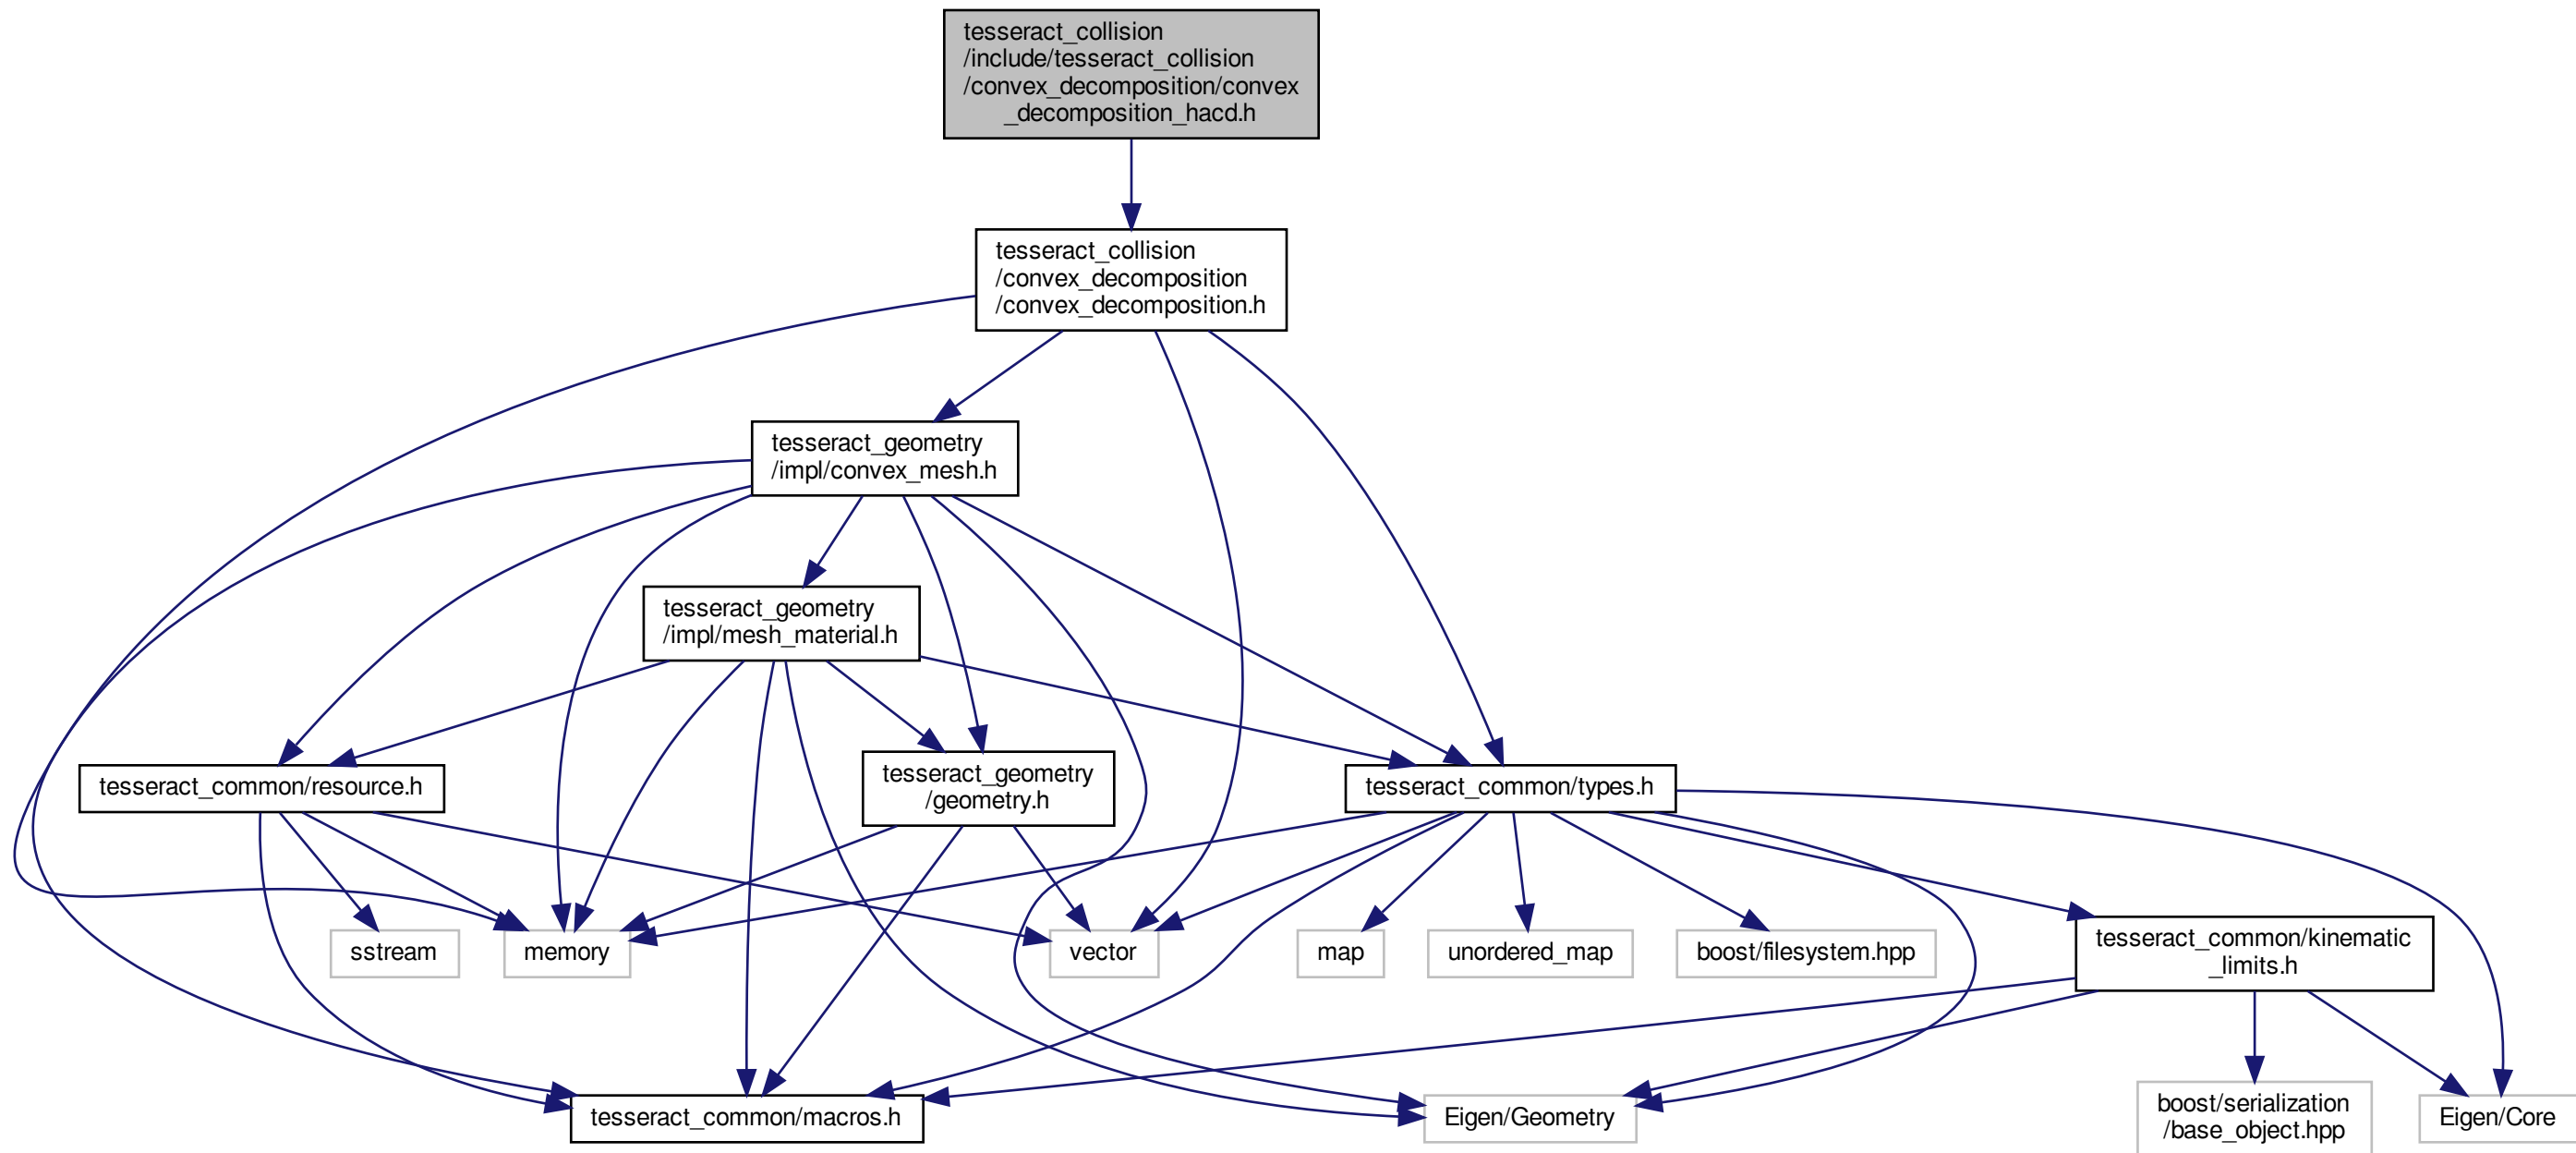 tesseract_collision
/include/tesseract_collision
/convex_decomposition/convex
_decomposition_hacd.h
tesseract_collision
/convex_decomposition
/convex_decomposition.h
tesseract_geometry
/impl/convex_mesh.h
tesseract_geometry
/impl/mesh_material.h
tesseract_common/resource.h
tesseract_geometry
/geometry.h
tesseract_common/types.h
sstream
memory
vector
map
unordered_map
boost/filesystem.hpp
tesseract_common/kinematic
_limits.h
tesseract_common/macros.h
Eigen/Geometry
boost/serialization
/base_object.hpp
Eigen/Core